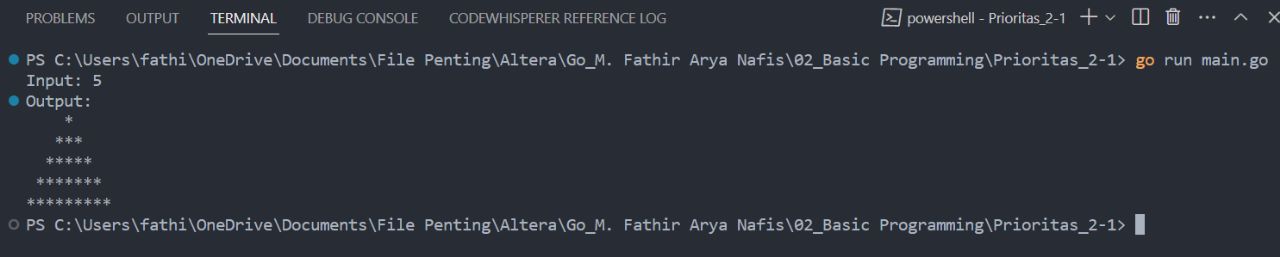 PROBLEMS OUTPUT TERMINAL DEBUG CONSOLE CODEWHISPERER REFERENCE LOG powershell - Prioritas_2-1
PS C:\Users\fathi\OneDrive\Documents\File Penting\Altera\Go_M. Fathir Arya Nafis\02_Basic Programming\Prioritas_2-1> go run main.go
Input: 5
Output:
    *
   ***
  *****
 *******
*********
PS C:\Users\fathi\OneDrive\Documents\File Penting\Altera\Go_M. Fathir Arya Nafis\02_Basic Programming\Prioritas_2-1>